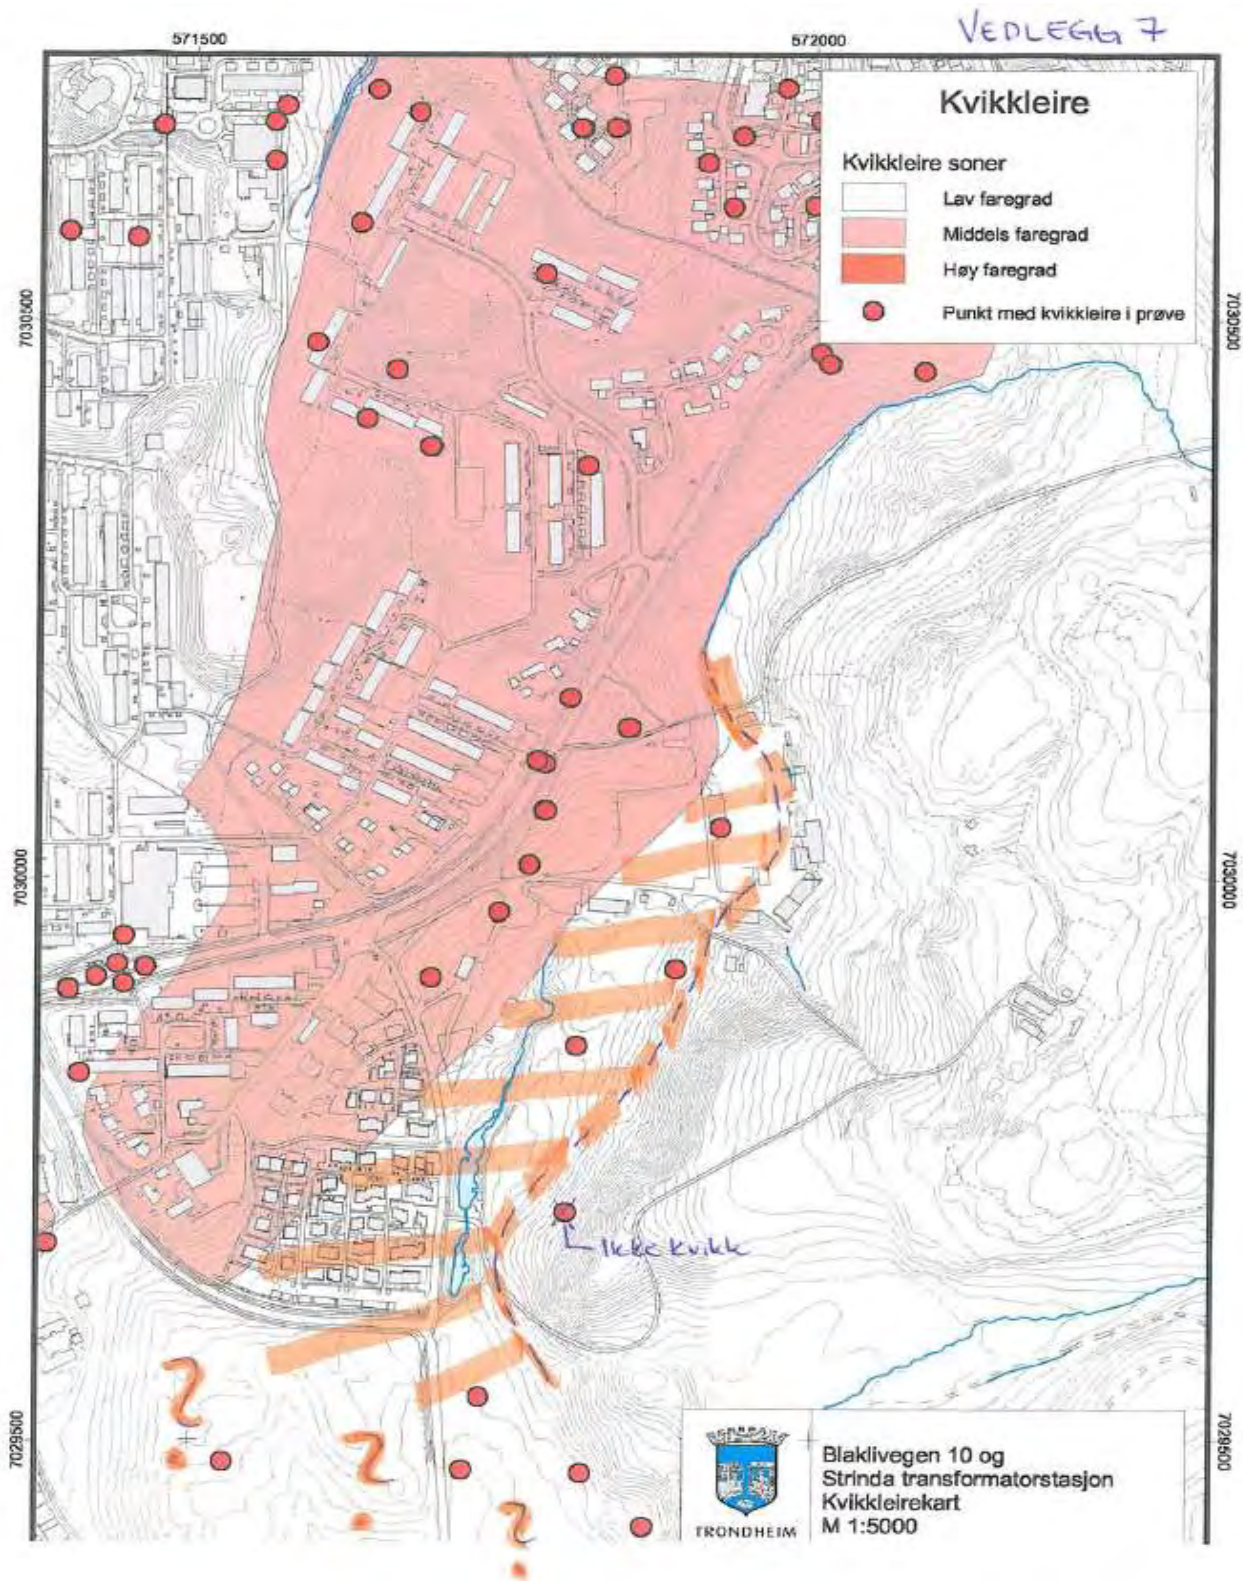 VEDLEGG 7
571500
572000
Kvikkleire
Kvikkleire soner
Lav faregrad
Middels faregrad
Høy faregrad
Punkt med kvikkleire i prøve
7030500
7030500
7030000
7030000
Ikke kvikk
? ? ?
7029500
7029500
Blaklivegen 10 og
Strinda transformatorstasjon
Kvikkleirekart
M 1:5000
TRONDHEIM